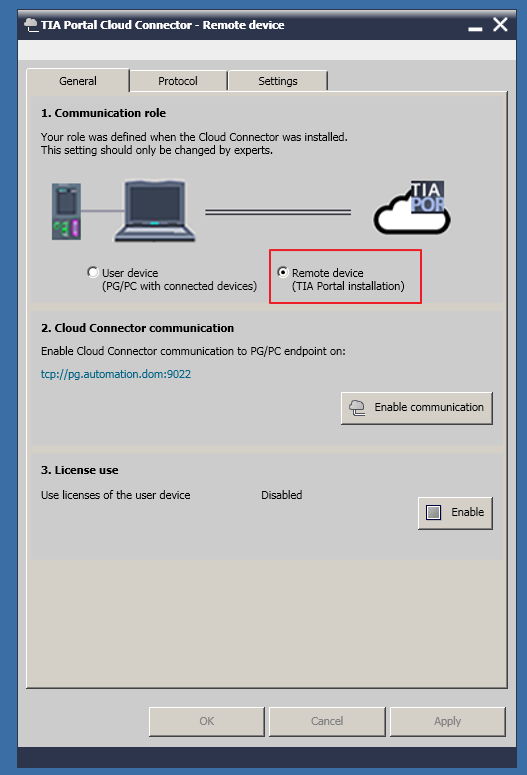 TIA Portal Cloud Connector - Remote device
General
Protocol
Settings
1. Communication role
Your role was defined when the Cloud Connector was installed.
This setting should only be changed by experts.
TIA
POR
User device
(PG/PC with connected devices)
Remote device
(TIA Portal installation)
2. Cloud Connector communication
Enable Cloud Connector communication to PG/PC endpoint on:
tcp://pg.automation.dom:9022
Enable communication
3. License use
Use licenses of the user device
Disabled
Enable
OK
Cancel
Apply